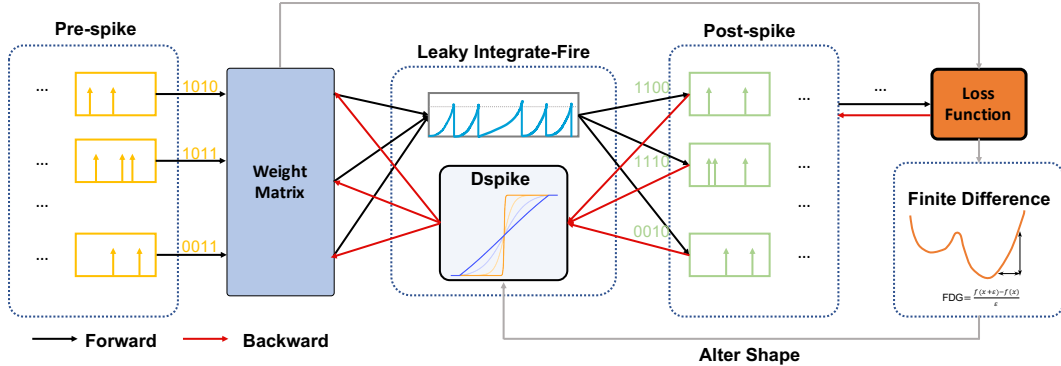 Pre-spike
Leaky Integrate-Fire
Post-spike
...
1010
1100
...
...
Loss
Function
...
1011
Weight
Matrix
1110
...
Dspike
Finite Difference
...
...
...
0011
0010
...
FDG= f(x+ε)−f(x) / ε
Forward
Backward
Alter Shape